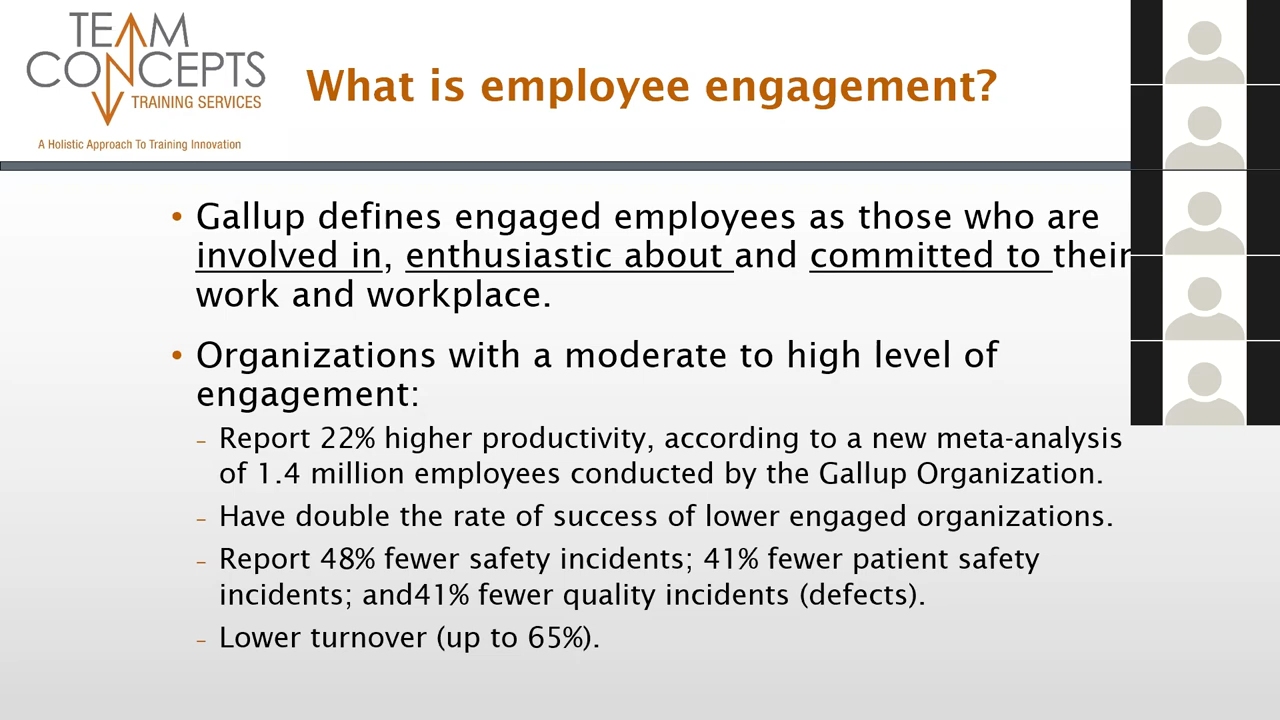 TEAM
CONCEPTS
TRAINING SERVICES
A Holistic Approach To Training Innovation
What is employee engagement?
• Gallup defines engaged employees as those who are
involved in, enthusiastic about and committed to their
work and workplace.
• Organizations with a moderate to high level of
engagement:
– Report 22% higher productivity, according to a new meta-analysis
of 1.4 million employees conducted by the Gallup Organization.
– Have double the rate of success of lower engaged organizations.
– Report 48% fewer safety incidents; 41% fewer patient safety
incidents; and41% fewer quality incidents (defects).
– Lower turnover (up to 65%).